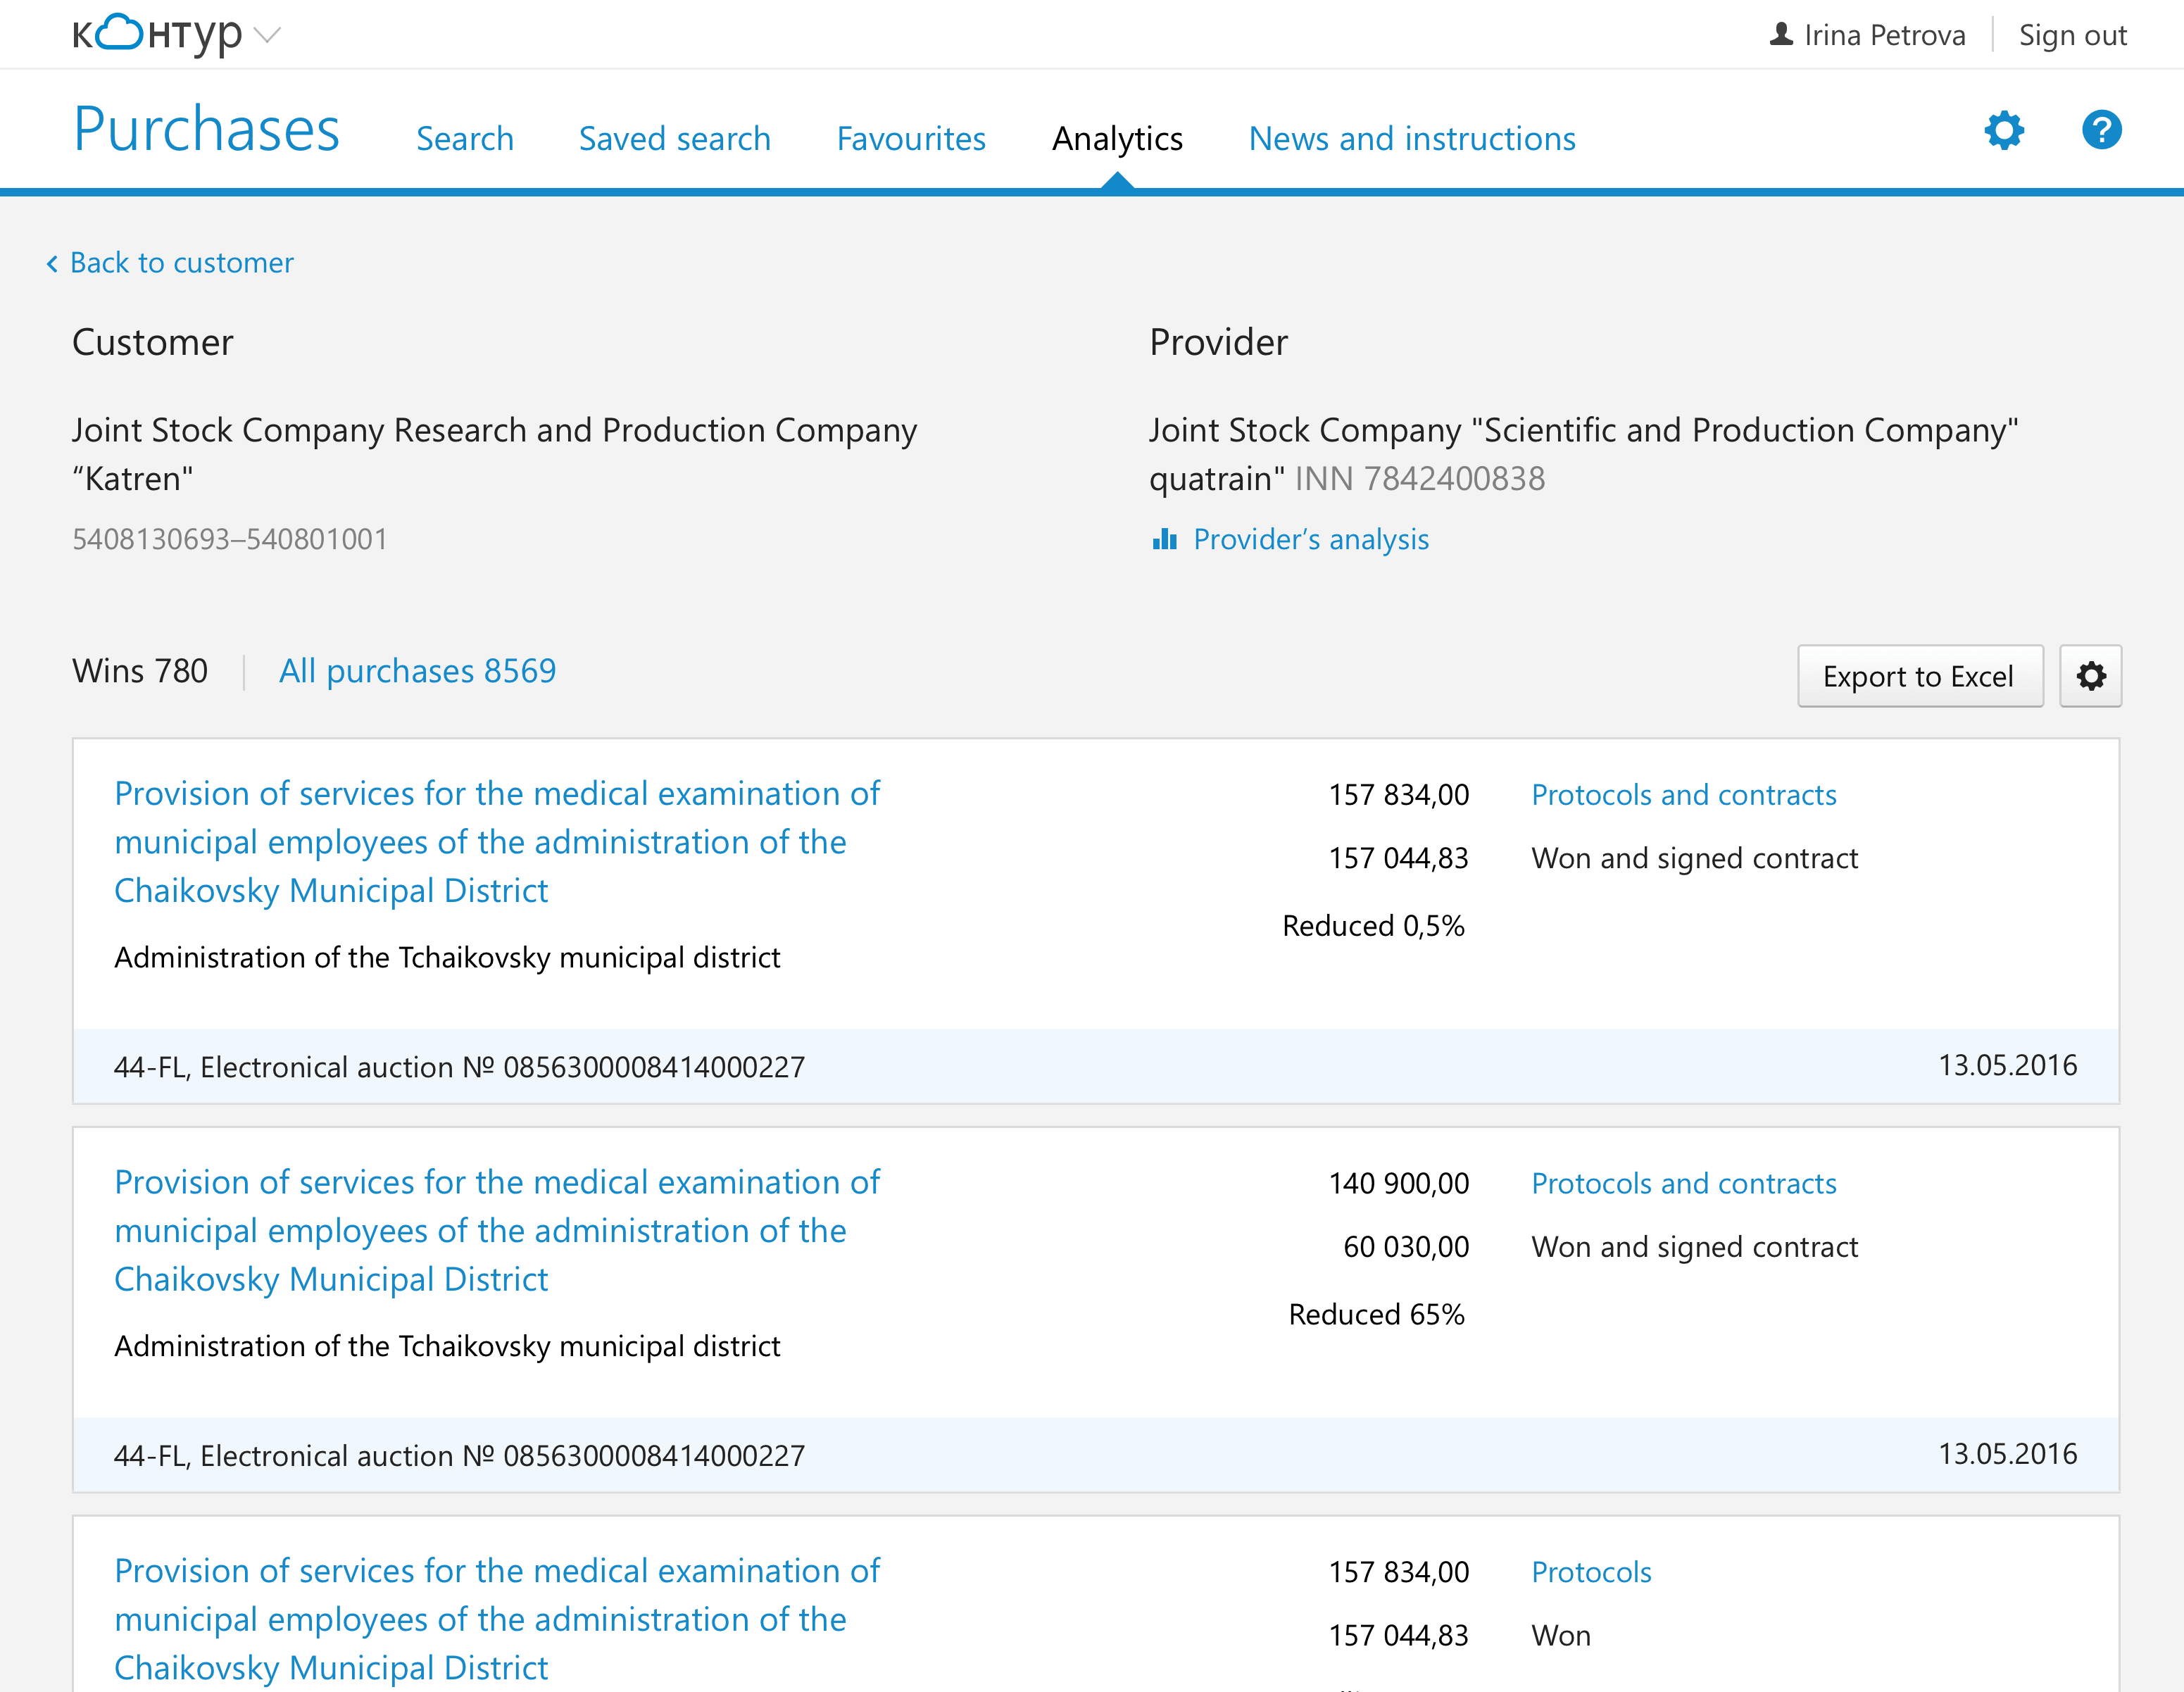 контур
Irina Petrova
Sign out
Purchases
Search
Saved search
Favourites
Analytics
News and instructions
?
Back to customer
Customer
Joint Stock Company Research and Production Company
“Katren"
5408130693–540801001
Provider
Joint Stock Company "Scientific and Production Company"
quatrain" INN 7842400838
Provider’s analysis
Wins 780
All purchases 8569
Export to Excel
Provision of services for the medical examination of
municipal employees of the administration of the
Chaikovsky Municipal District
Administration of the Tchaikovsky municipal district
157 834,00
157 044,83
Reduced 0,5%
Protocols and contracts
Won and signed contract
44-FL, Electronical auction № 0856300008414000227
13.05.2016
Provision of services for the medical examination of
municipal employees of the administration of the
Chaikovsky Municipal District
Administration of the Tchaikovsky municipal district
140 900,00
60 030,00
Reduced 65%
Protocols and contracts
Won and signed contract
44-FL, Electronical auction № 0856300008414000227
13.05.2016
Provision of services for the medical examination of
municipal employees of the administration of the
Chaikovsky Municipal District
157 834,00
157 044,83
Protocols
Won